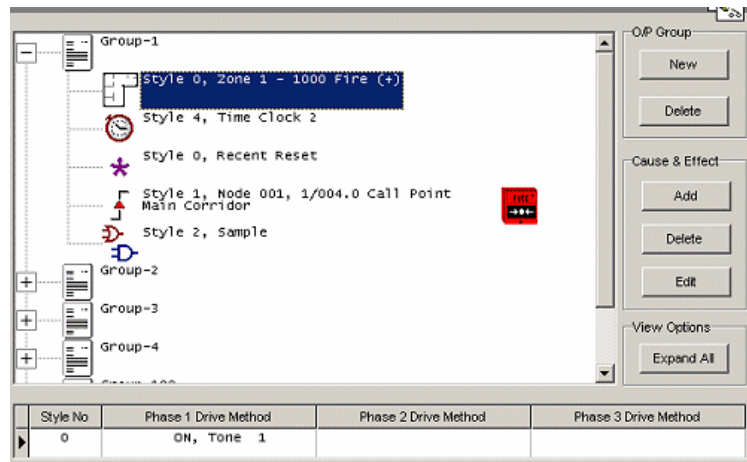 Group-1
Style 0, Zone 1 - 1000 Fire (+)
Style 4, Time Clock 2
Style 0, Recent Reset
Style 1, Node 001, 1/004.0 Call Point
Main Corridor
FIRE
Style 2, Sample
Group-2
Group-3
Group-4
O/P Group
New
Delete
Cause & Effect
Add
Delete
Edit
View Options
Expand All
Style No Phase 1 Drive Method Phase 2 Drive Method Phase 3 Drive Method
0 ON, Tone 1